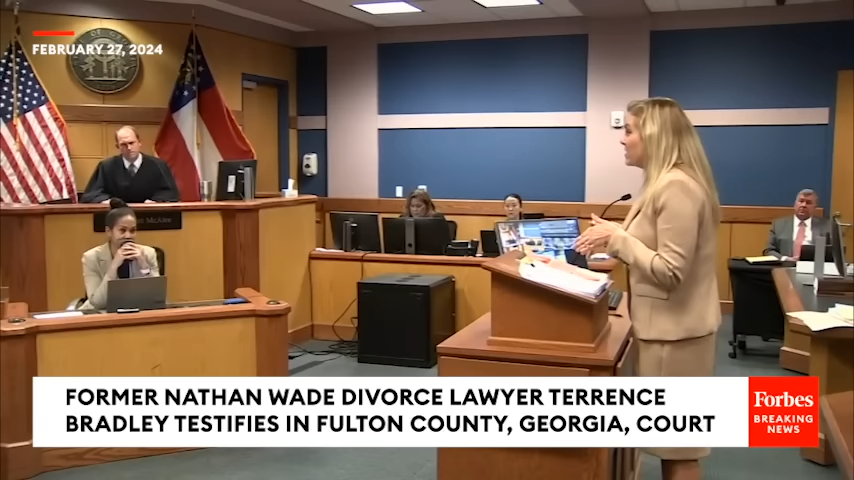 FEBRUARY 27, 2024
McAfee
FORMER NATHAN WADE DIVORCE LAWYER TERRENCE
BRADLEY TESTIFIES IN FULTON COUNTY, GEORGIA, COURT
Forbes
BREAKING
NEWS